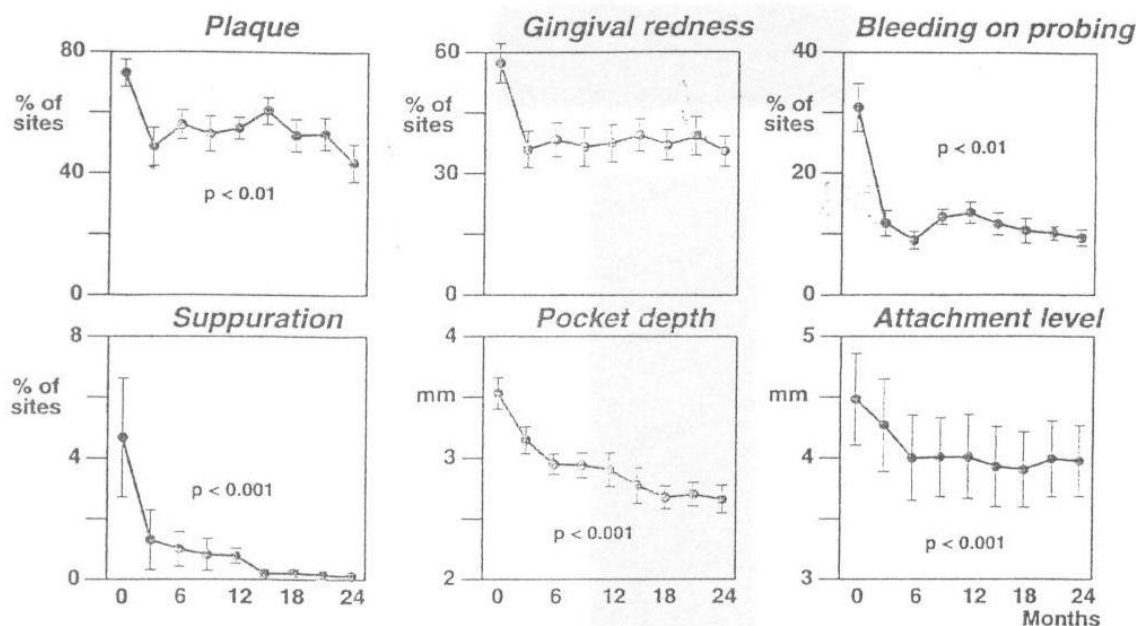 Plaque
Gingival redness
Bleeding on probing
80
60
40
% of
sites
% of
sites
% of
sites
p < 0.01
40
30
p < 0.01
20
0
0
0
Suppuration
Pocket depth
Attachment level
8
4
5
% of
sites
mm
mm
4
p < 0.001
3
4
p < 0.001
p < 0.001
0
2
3
0 6 12 18 24
0 6 12 18 24
0 6 12 18 24
Months